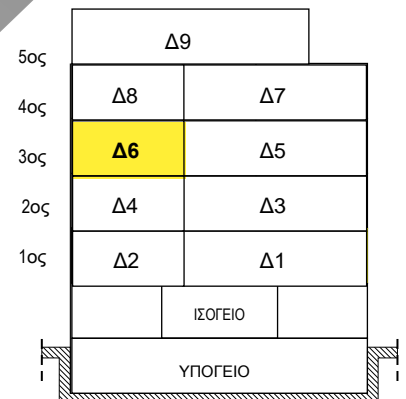 5ος Δ9
4ος Δ8 Δ7
3ος Δ6 Δ5
2ος Δ4 Δ3
1ος Δ2 Δ1
ΙΣΟΓΕΙΟ
ΥΠΟΓΕΙΟ